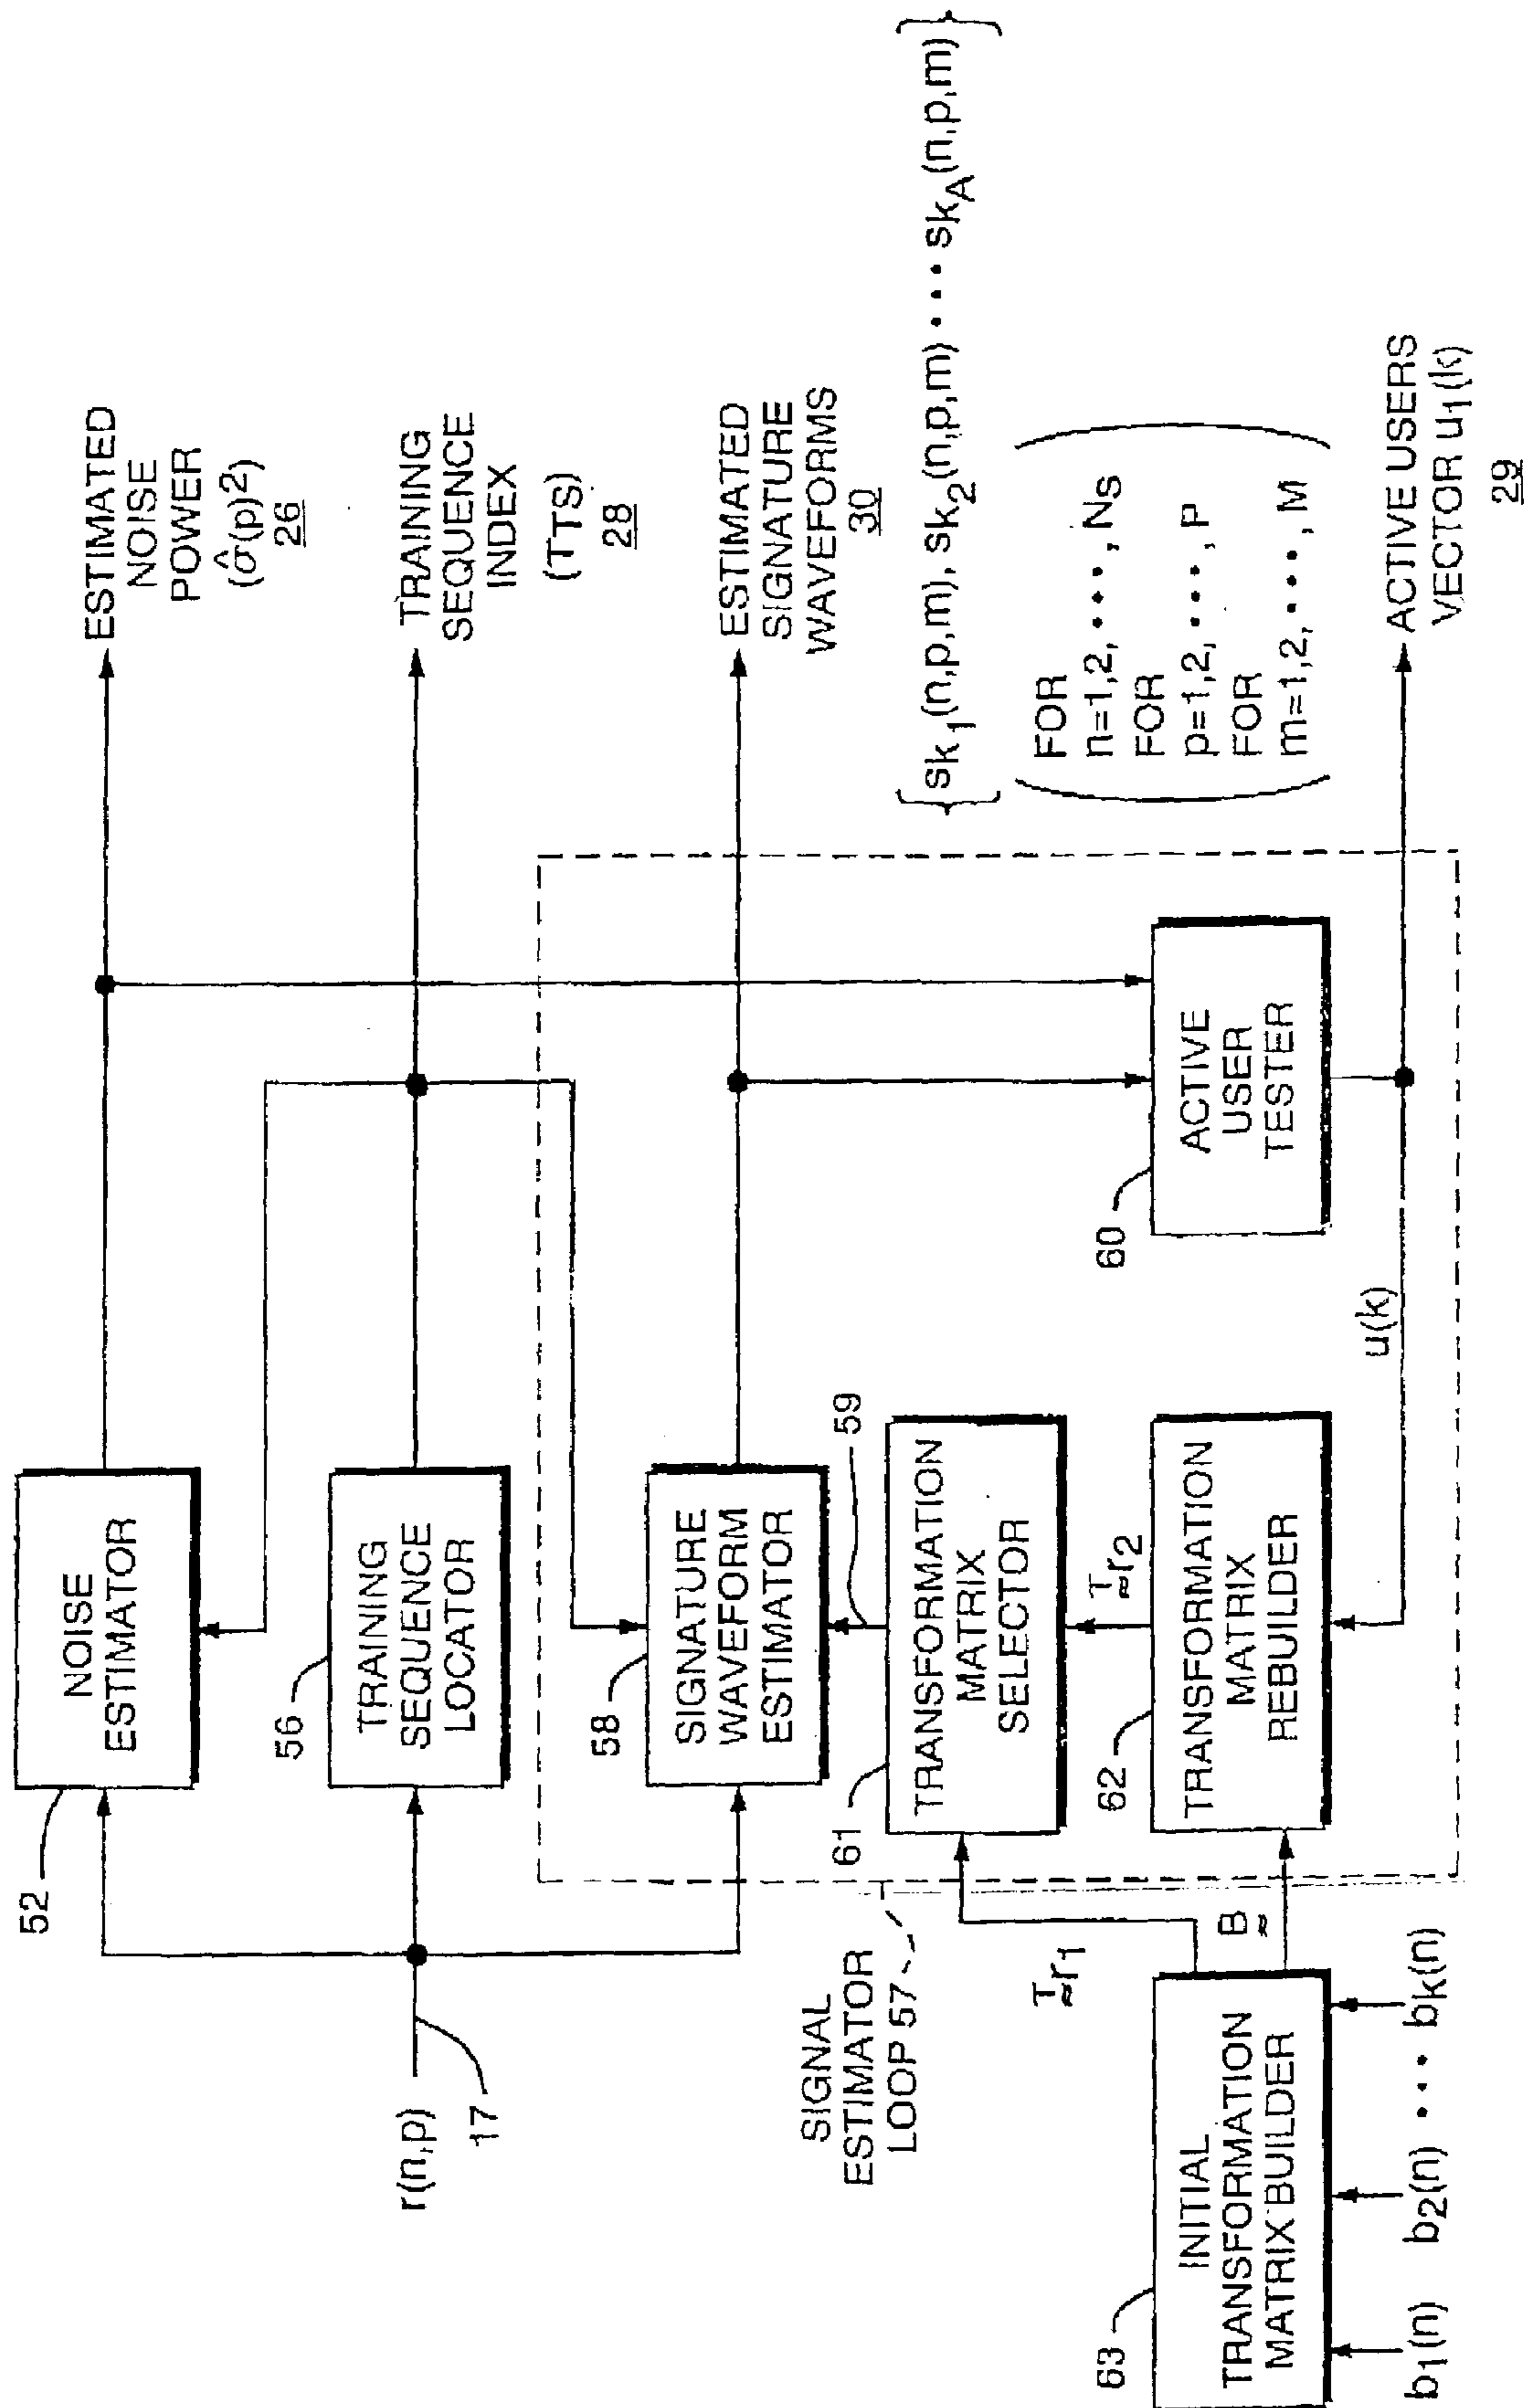 r(n,p)
17
52
NOISE
ESTIMATOR
ESTIMATED
NOISE
POWER
(σ̂(p)²)
26
56
TRAINING
SEQUENCE
LOCATOR
TRAINING
SEQUENCE
INDEX
(TTS)
28
58
SIGNATURE
WAVEFORM
ESTIMATOR
ESTIMATED
SIGNATURE
WAVEFORMS
30
59
{sk₁(n,p,m), sk₂(n,p,m) ••• skA(n,p,m)}
FOR
n=1,2, •••, NS
FOR
p=1,2, •••, P
FOR
m=1,2, •••, M
SIGNAL
ESTIMATOR
LOOP 57
61
TRANSFORMATION
MATRIX
SELECTOR
T̰r1
T̰r2
62
TRANSFORMATION
MATRIX
REBUILDER
B
60
ACTIVE
USER
TESTER
u(k)
ACTIVE USERS
VECTOR u₁(k)
29
63
INITIAL
TRANSFORMATION
MATRIX BUILDER
b₁(n) b₂(n) ••• bk(n)